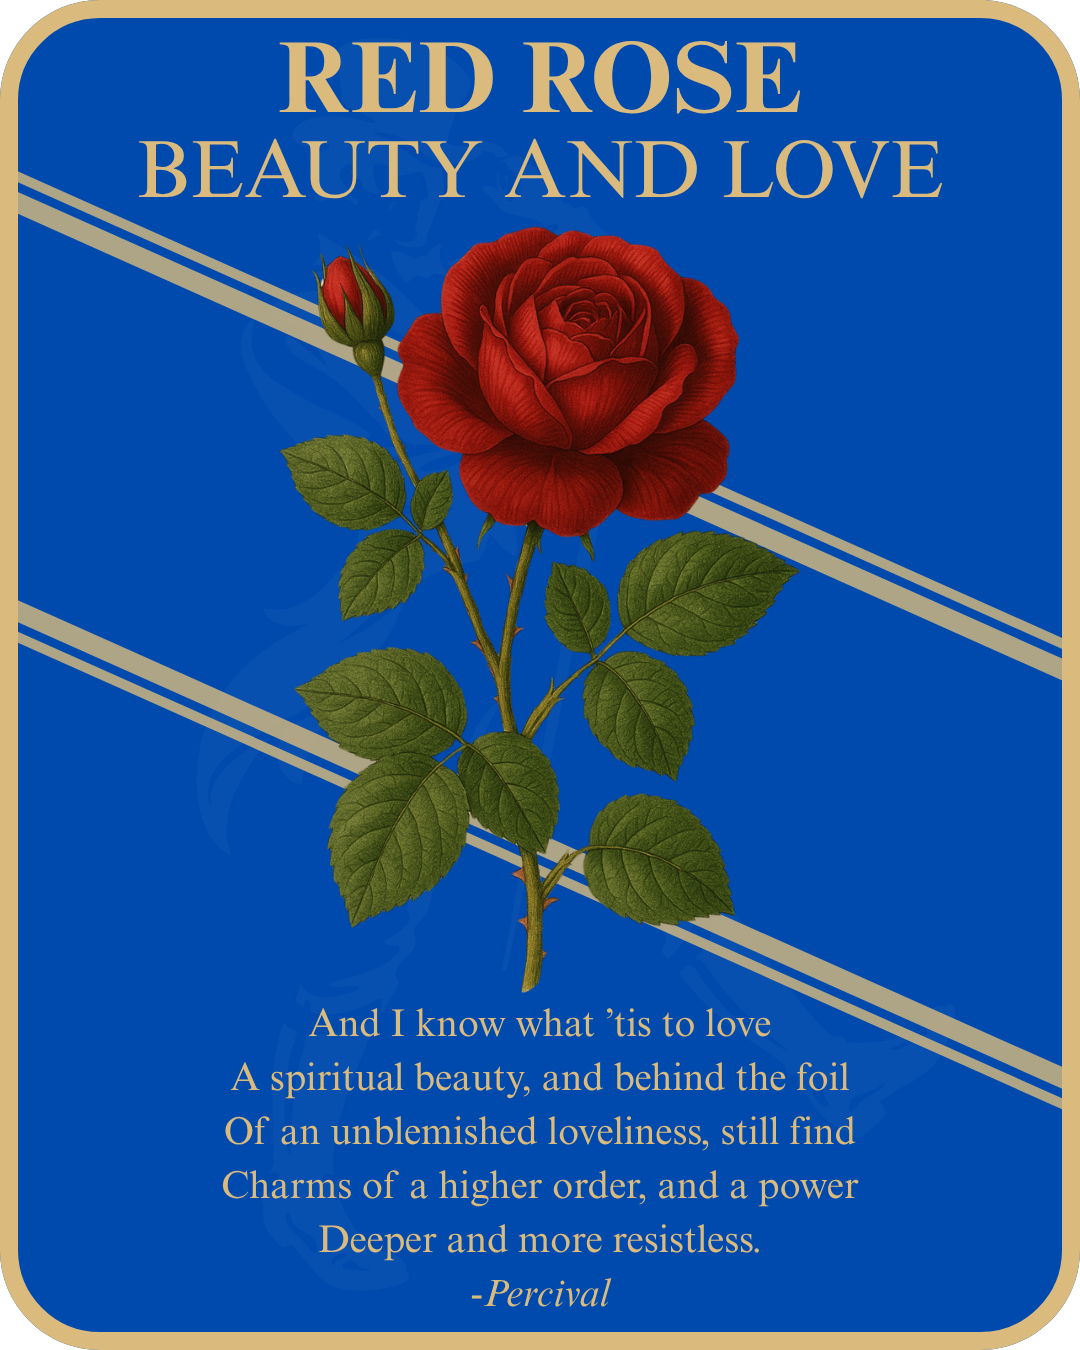 RED ROSE
BEAUTY AND LOVE
And I know what ’tis to love
A spiritual beauty, and behind the foil
Of an unblemished loveliness, still find
Charms of a higher order, and a power
Deeper and more resistless.
-Percival